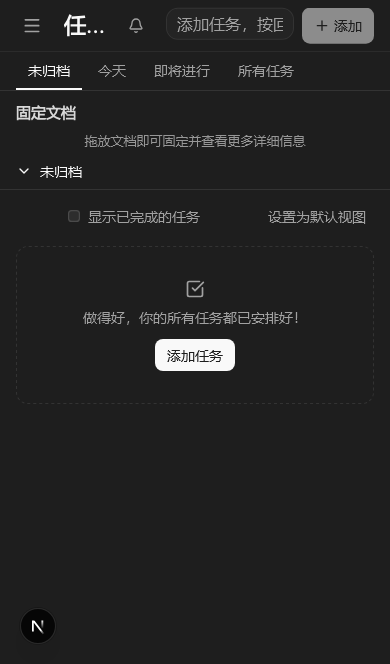 任...
添加任务，按回
添加
未归档
今天
即将进行
所有任务
固定文档
拖放文档即可固定并查看更多详细信息
未归档
显示已完成的任务
设置为默认视图
做得好，你的所有任务都已安排好！
添加任务
N